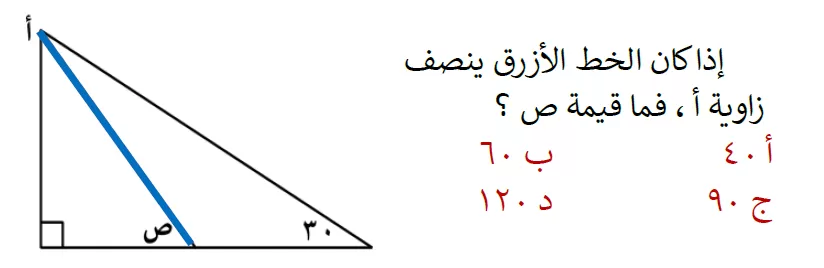 إذا كان الخط الأزرق ينصف
زاوية أ ، فما قيمة ص ؟
أ ٤٠ ب ٦٠
ج ٩٠ د ١٢٠
أ
ص ٣٠